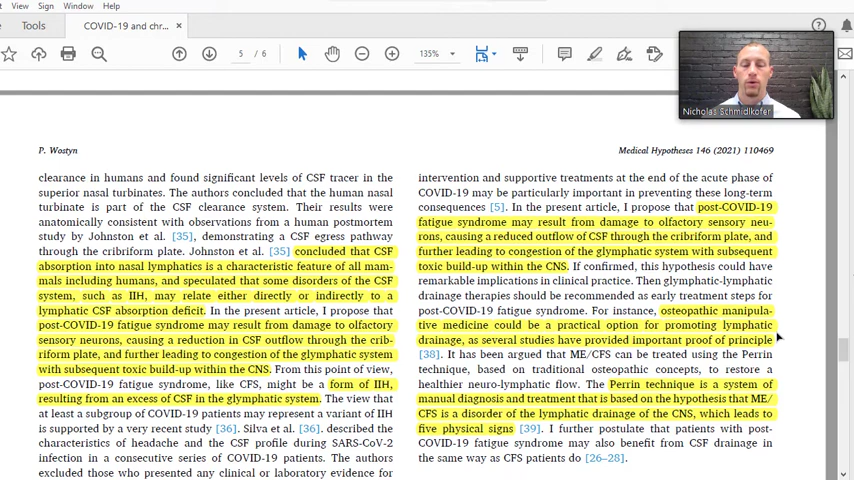 View Sign Window Help
Tools COVID-19 and chr...
5 / 6 135%
Nicholas Schmidlkofer
P. Wostyn
Medical Hypotheses 146 (2021) 110469
clearance in humans and found significant levels of CSF tracer in the
superior nasal turbinates. The authors concluded that the human nasal
turbinate is part of the CSF clearance system. Their results were
anatomically consistent with observations from a human postmortem
study by Johnston et al. [35], demonstrating a CSF egress pathway
through the cribriform plate. Johnston et al. [35] concluded that CSF
absorption into nasal lymphatics is a characteristic feature of all mam-
mals including humans, and speculated that some disorders of the CSF
system, such as IIH, may relate either directly or indirectly to a
lymphatic CSF absorption deficit. In the present article, I propose that
post-COVID-19 fatigue syndrome may result from damage to olfactory
sensory neurons, causing a reduction in CSF outflow through the crib-
riform plate, and further leading to congestion of the glymphatic system
with subsequent toxic build-up within the CNS. From this point of view,
post-COVID-19 fatigue syndrome, like CFS, might be a form of IIH,
resulting from an excess of CSF in the glymphatic system. The view that
at least a subgroup of COVID-19 patients may represent a variant of IIH
is supported by a very recent study [36]. Silva et al. [36]. described the
characteristics of headache and the CSF profile during SARS-CoV-2
infection in a consecutive series of COVID-19 patients. The authors
excluded those who presented any clinical or laboratory evidence for
intervention and supportive treatments at the end of the acute phase of
COVID-19 may be particularly important in preventing these long-term
consequences [5]. In the present article, I propose that post-COVID-19
fatigue syndrome may result from damage to olfactory sensory neu-
rons, causing a reduced outflow of CSF through the cribriform plate, and
further leading to congestion of the glymphatic system with subsequent
toxic build-up within the CNS. If confirmed, this hypothesis could have
remarkable implications in clinical practice. Then glymphatic-lymphatic
drainage therapies should be recommended as early treatment steps for
post-COVID-19 fatigue syndrome. For instance, osteopathic manipula-
tive medicine could be a practical option for promoting lymphatic
drainage, as several studies have provided important proof of principle
[38]. It has been argued that ME/CFS can be treated using the Perrin
technique, based on traditional osteopathic concepts, to restore a
healthier neuro-lymphatic flow. The Perrin technique is a system of
manual diagnosis and treatment that is based on the hypothesis that ME/
CFS is a disorder of the lymphatic drainage of the CNS, which leads to
five physical signs [39]. I further postulate that patients with post-
COVID-19 fatigue syndrome may also benefit from CSF drainage in
the same way as CFS patients do [26–28].